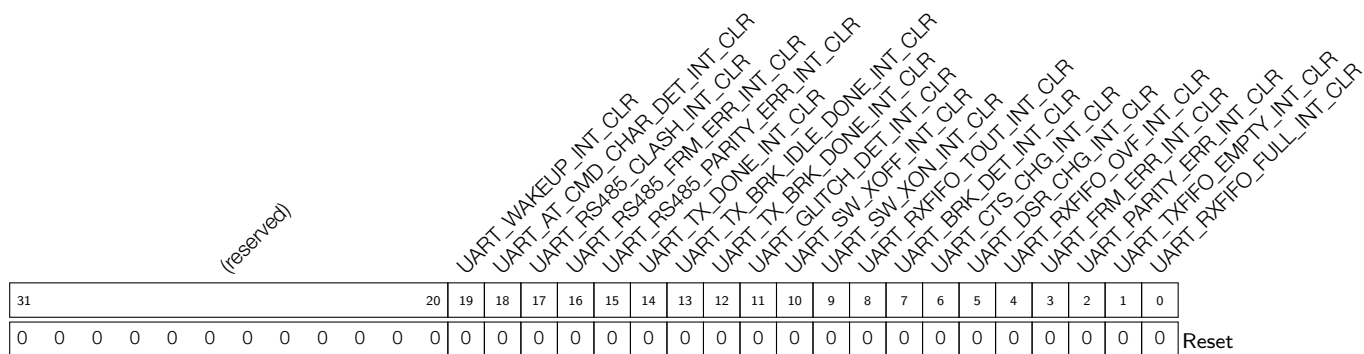 (reserved)
UART_WAKEUP_INT_CLR
UART_AT_CMD_CHAR_DET_INT_CLR
UART_RS485_CLASH_INT_CLR
UART_RS485_FRM_ERR_INT_CLR
UART_RS485_PARITY_ERR_INT_CLR
UART_TX_DONE_INT_CLR
UART_TX_BRK_IDLE_DONE_INT_CLR
UART_TX_BRK_DONE_INT_CLR
UART_GLITCH_DET_INT_CLR
UART_SW_XOFF_INT_CLR
UART_SW_XON_INT_CLR
UART_RXFIFO_TOUT_INT_CLR
UART_BRK_DET_INT_CLR
UART_CTS_CHG_INT_CLR
UART_DSR_CHG_INT_CLR
UART_RXFIFO_OVF_INT_CLR
UART_FRM_ERR_INT_CLR
UART_PARITY_ERR_INT_CLR
UART_TXFIFO_EMPTY_INT_CLR
UART_RXFIFO_FULL_INT_CLR
31 20 19 18 17 16 15 14 13 12 11 10 9 8 7 6 5 4 3 2 1 0
0 0 0 0 0 0 0 0 0 0 0 0 0 0 0 0 0 0 0 0 0 0 0 0 0 0 0 0 0 0 0 0 Reset